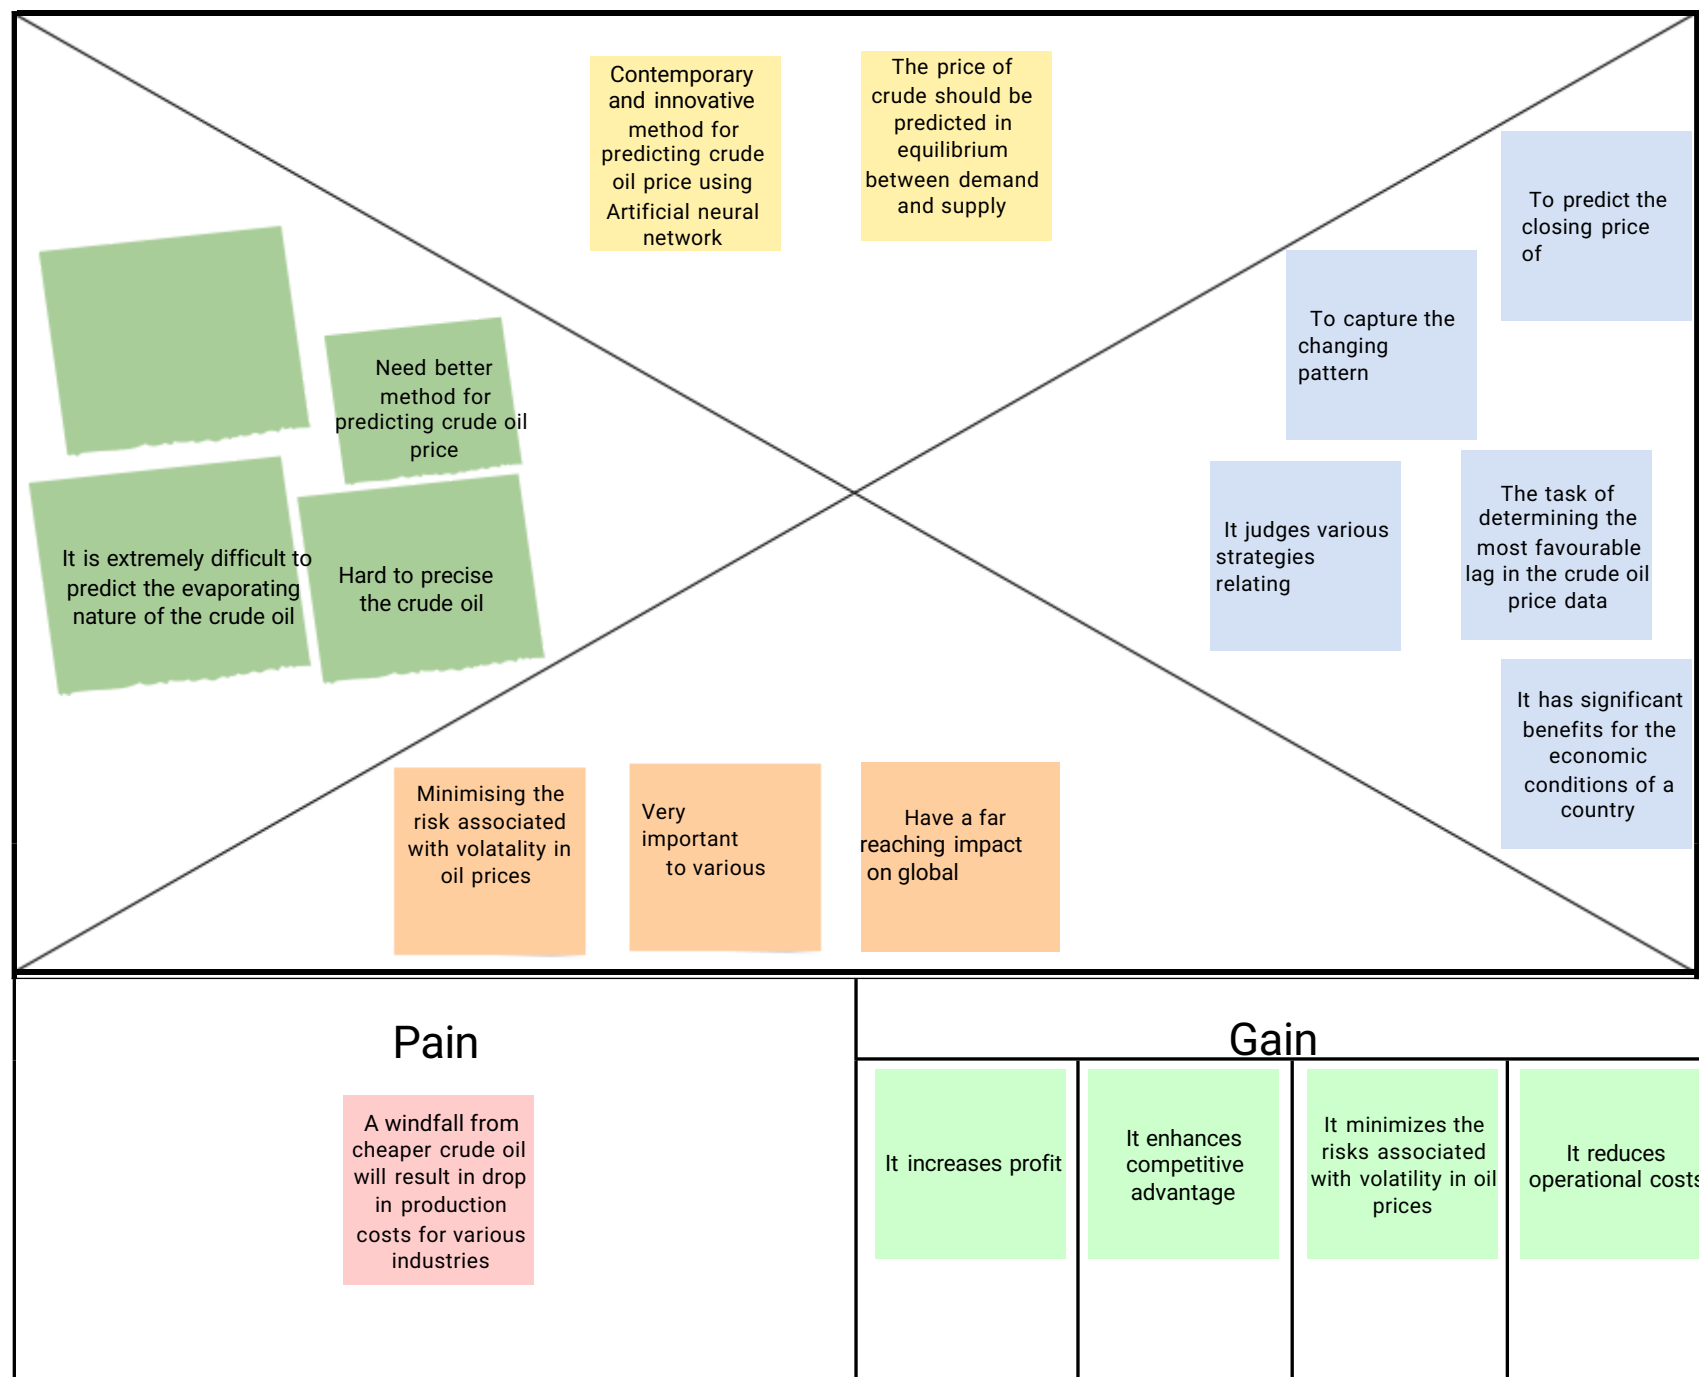 Contemporary
and innovative
method for
predicting crude
oil price using
Artificial neural
network
The price of
crude should be
predicted in
equilibrium
between demand
and supply
To predict the
closing price
of
To capture the
changing
pattern
Need better
method for
predicting crude oil
price
It is extremely difficult to
predict the evaporating
nature of the crude oil
Hard to precise
the crude oil
It judges various
strategies
relating
The task of
determining the
most favourable
lag in the crude oil
price data
It has significant
benefits for the
economic
conditions of a
country
Minimising the
risk associated
with volatality in
oil prices
Very
important
to various
Have a far
reaching impact
on global
Pain
A windfall from
cheaper crude oil
will result in drop
in production
costs for various
industries
Gain
It increases profit
It enhances
competitive
advantage
It minimizes the
risks associated
with volatility in oil
prices
It reduces
operational costs